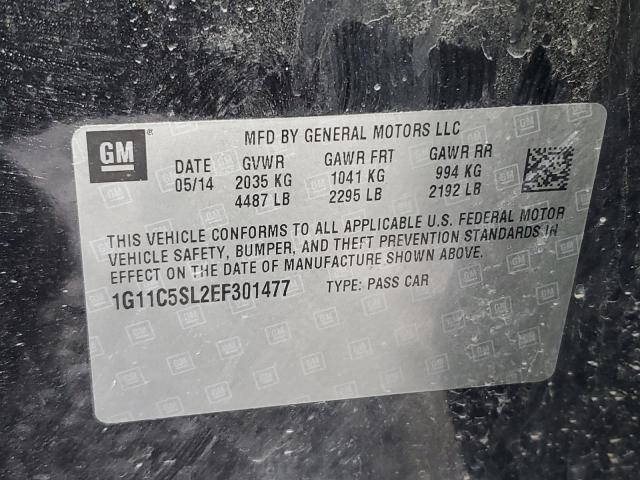 GM
MFD BY GENERAL MOTORS LLC
DATE GVWR GAWR FRT GAWR RR
05/14 2035 KG 1041 KG 994 KG
4487 LB 2295 LB 2192 LB
THIS VEHICLE CONFORMS TO ALL APPLICABLE U.S. FEDERAL MOTOR
VEHICLE SAFETY, BUMPER, AND THEFT PREVENTION STANDARDS IN
EFFECT ON THE DATE OF MANUFACTURE SHOWN ABOVE.
1G11C5SL2EF301477 TYPE: PASS CAR